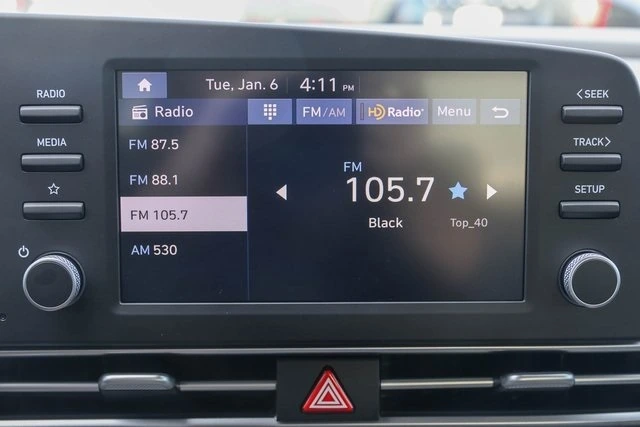 Tue, Jan. 6 4:11 PM
RADIO
<SEEK
Radio FM/AM HD Radio Menu
MEDIA
FM 87.5
TRACK>
FM 88.1
FM
105.7
SETUP
FM 105.7
Black Top_40
AM 530